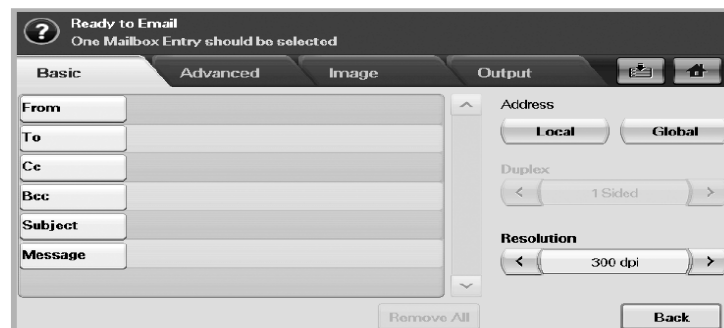 ?
Ready to Email
One Mailbox Entry should be selected
Basic
Advanced
Image
Output
From
To
Cc
Bcc
Subject
Message
Remove All
Address
Local
Global
Duplex
<
1 Sided
>
Resolution
<
300 dpi
>
Back